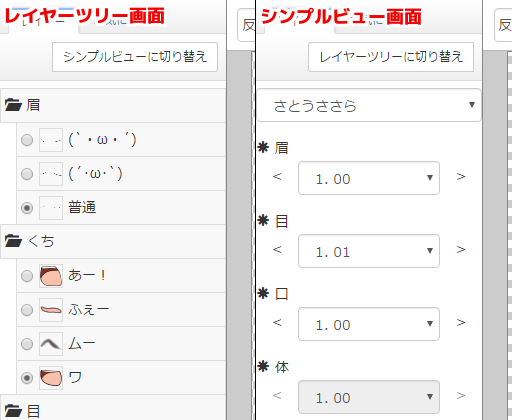 レイヤーツリー画面
シンプルビューに切り替え
眉
(｀・ω・´)
(´･ω･`)
普通
くち
あー！
ふぇー
ムー
ワ
目
シンプルビュー画面
反
レイヤーツリーに切り替え
さとうささら
眉
< 1. 00 >
目
< 1. 01 >
口
< 1. 00 >
体
< 1. 00 >